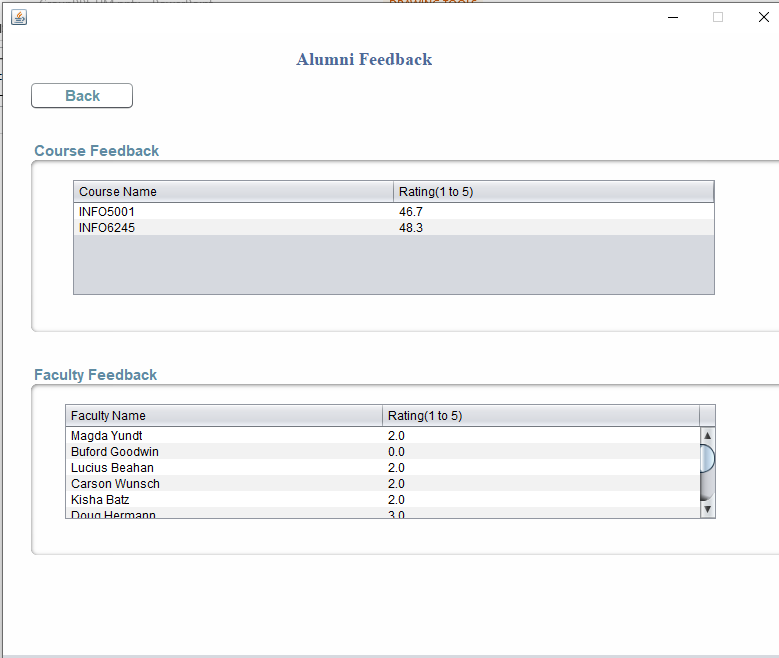 Alumni Feedback
Back
Course Feedback
Course Name Rating(1 to 5)
INFO5001 46.7
INFO6245 48.3
Faculty Feedback
Faculty Name Rating(1 to 5)
Magda Yundt 2.0
Buford Goodwin 0.0
Lucius Beahan 2.0
Carson Wunsch 2.0
Kisha Batz 2.0
Doug Hermann 3.0